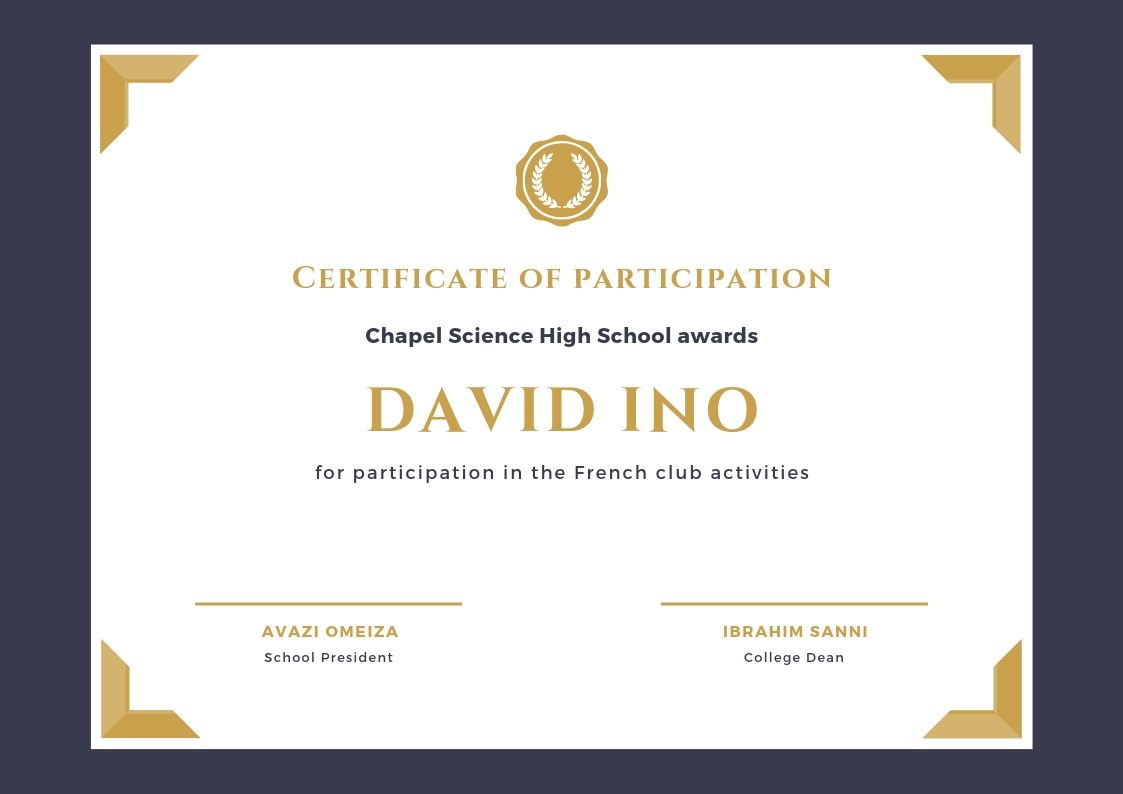 Certificate of participation
Chapel Science High School awards
DAVID INO
for participation in the French club activities
AVAZI OMEIZA
School President
IBRAHIM SANNI
College Dean